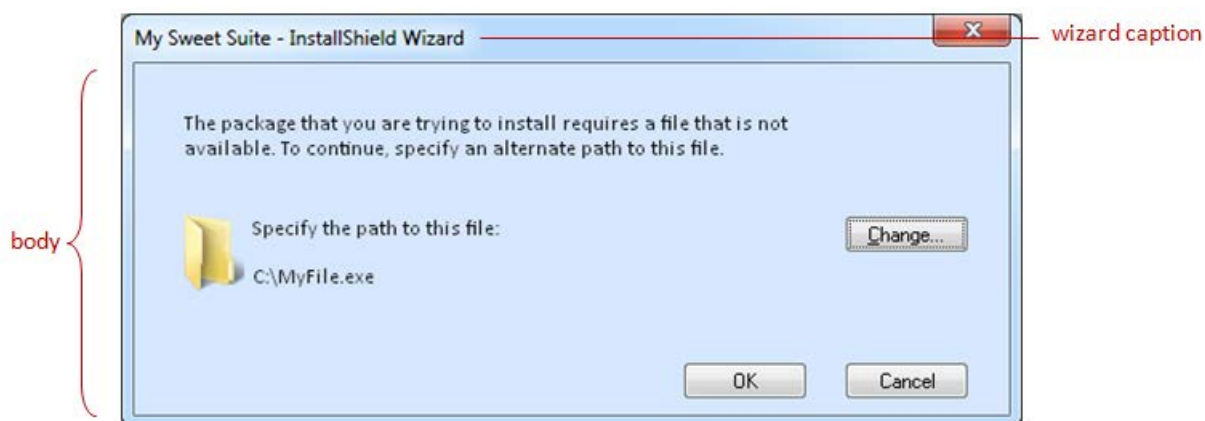 My Sweet Suite - InstallShield Wizard
wizard caption
The package that you are trying to install requires a file that is not
available. To continue, specify an alternate path to this file.
body
Specify the path to this file:
Change...
C:\MyFile.exe
OK
Cancel